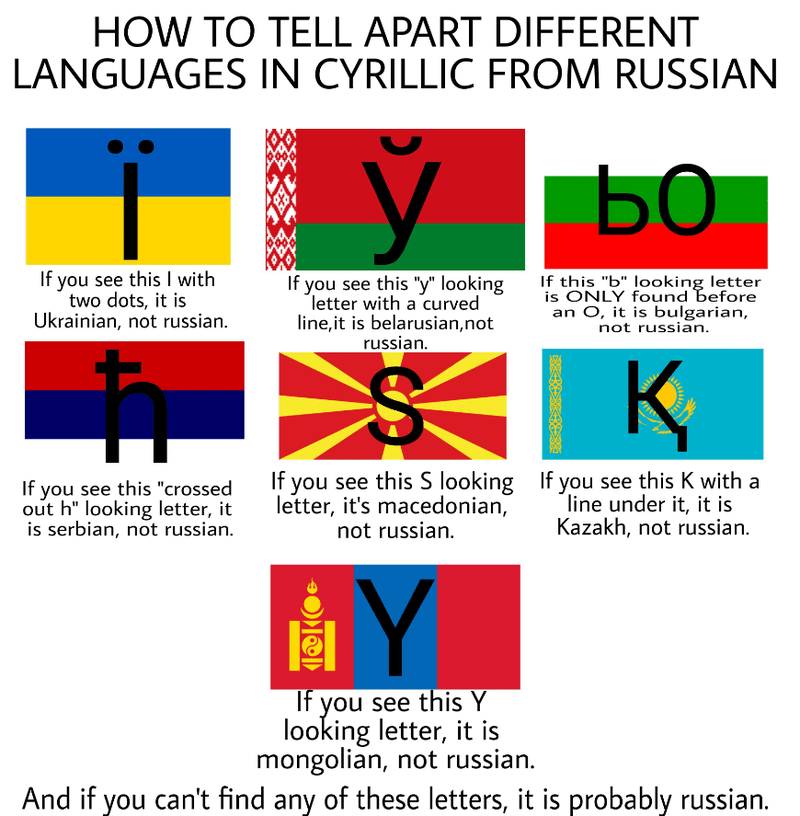 HOW TO TELL APART DIFFERENT
LANGUAGES IN CYRILLIC FROM RUSSIAN
ї
If you see this I with
two dots, it is
Ukrainian, not russian.
ў
If you see this "y" looking
letter with a curved
line,it is belarusian,not
russian.
ьо
If this "b" looking letter
is ONLY found before
an O, it is bulgarian,
not russian.
ћ
If you see this "crossed
out h" looking letter, it
is serbian, not russian.
Ѕ
If you see this S looking
letter, it's macedonian,
not russian.
Қ
If you see this K with a
line under it, it is
Kazakh, not russian.
Ү
If you see this Y
looking letter, it is
mongolian, not russian.
And if you can't find any of these letters, it is probably russian.